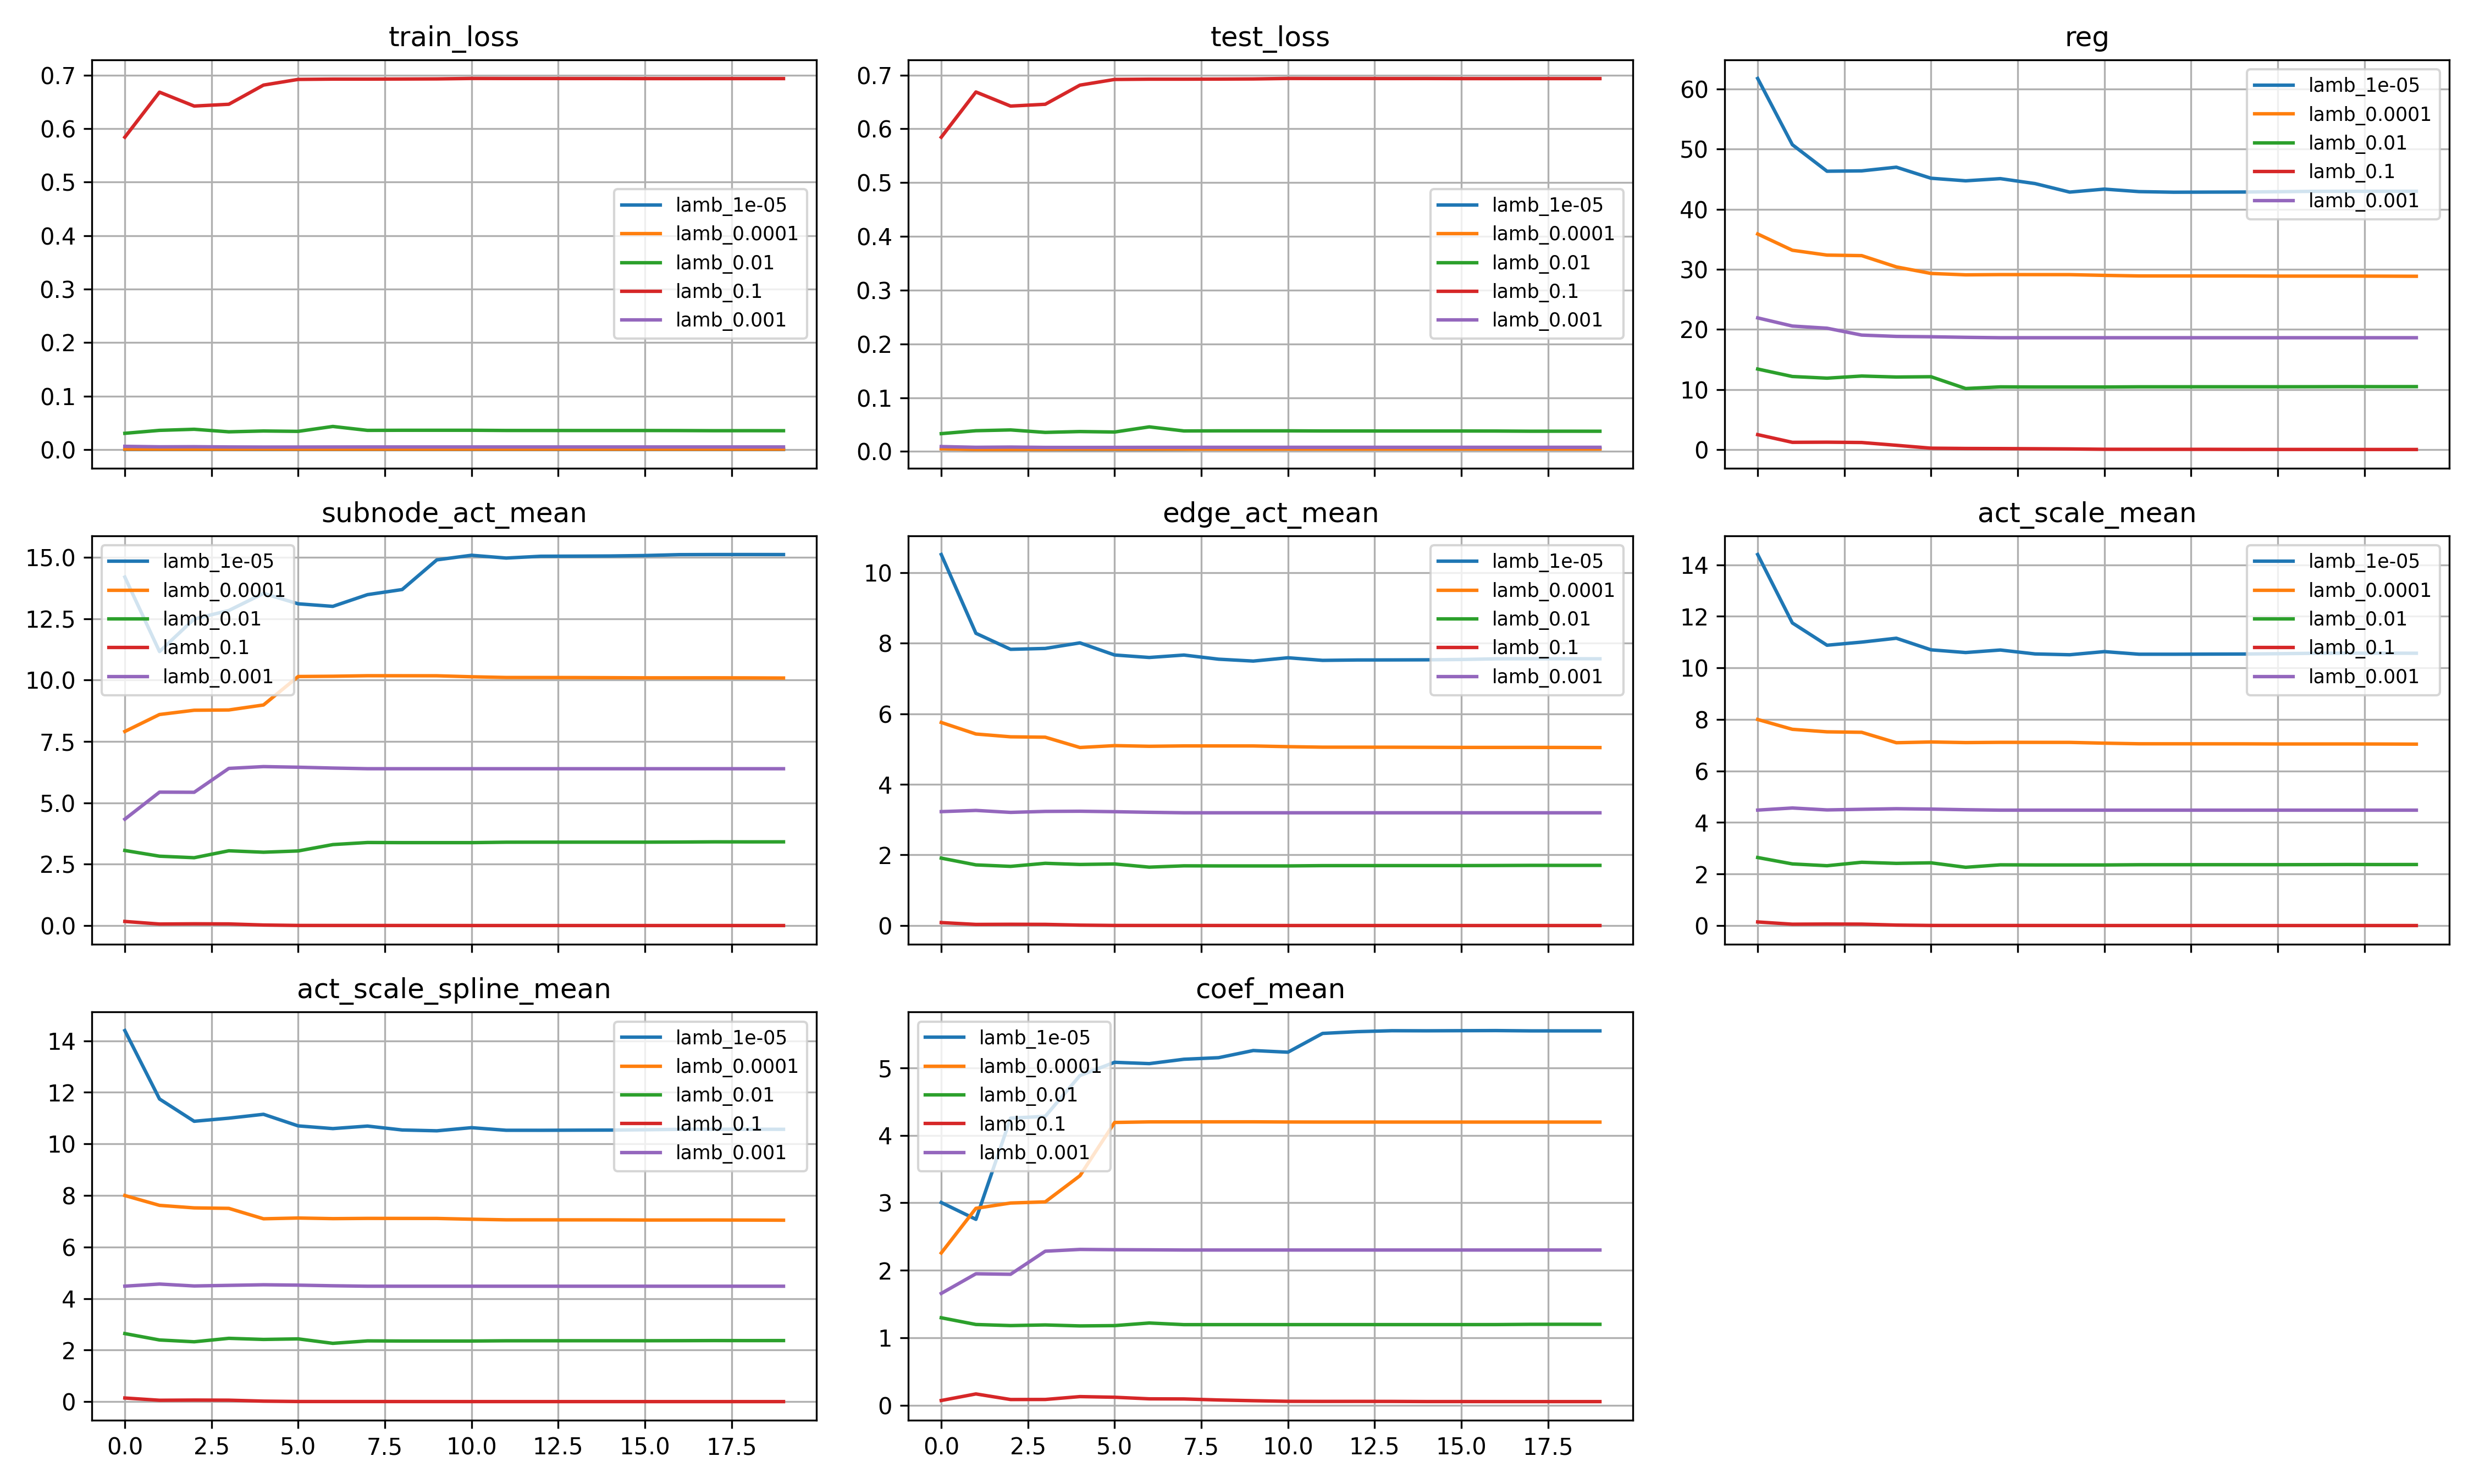 train_loss
0.7
0.6
0.5
0.4
0.3
0.2
0.1
0.0
lamb_1e-05
lamb_0.0001
lamb_0.01
lamb_0.1
lamb_0.001
test_loss
0.7
0.6
0.5
0.4
0.3
0.2
0.1
0.0
lamb_1e-05
lamb_0.0001
lamb_0.01
lamb_0.1
lamb_0.001
reg
60
50
40
30
20
10
0
lamb_1e-05
lamb_0.0001
lamb_0.01
lamb_0.1
lamb_0.001
subnode_act_mean
15.0
12.5
10.0
7.5
5.0
2.5
0.0
lamb_1e-05
lamb_0.0001
lamb_0.01
lamb_0.1
lamb_0.001
edge_act_mean
10
8
6
4
2
0
lamb_1e-05
lamb_0.0001
lamb_0.01
lamb_0.1
lamb_0.001
act_scale_mean
14
12
10
8
6
4
2
0
lamb_1e-05
lamb_0.0001
lamb_0.01
lamb_0.1
lamb_0.001
act_scale_spline_mean
14
12
10
8
6
4
2
0
lamb_1e-05
lamb_0.0001
lamb_0.01
lamb_0.1
lamb_0.001
0.0 2.5 5.0 7.5 10.0 12.5 15.0 17.5
coef_mean
5
4
3
2
1
0
lamb_1e-05
lamb_0.0001
lamb_0.01
lamb_0.1
lamb_0.001
0.0 2.5 5.0 7.5 10.0 12.5 15.0 17.5